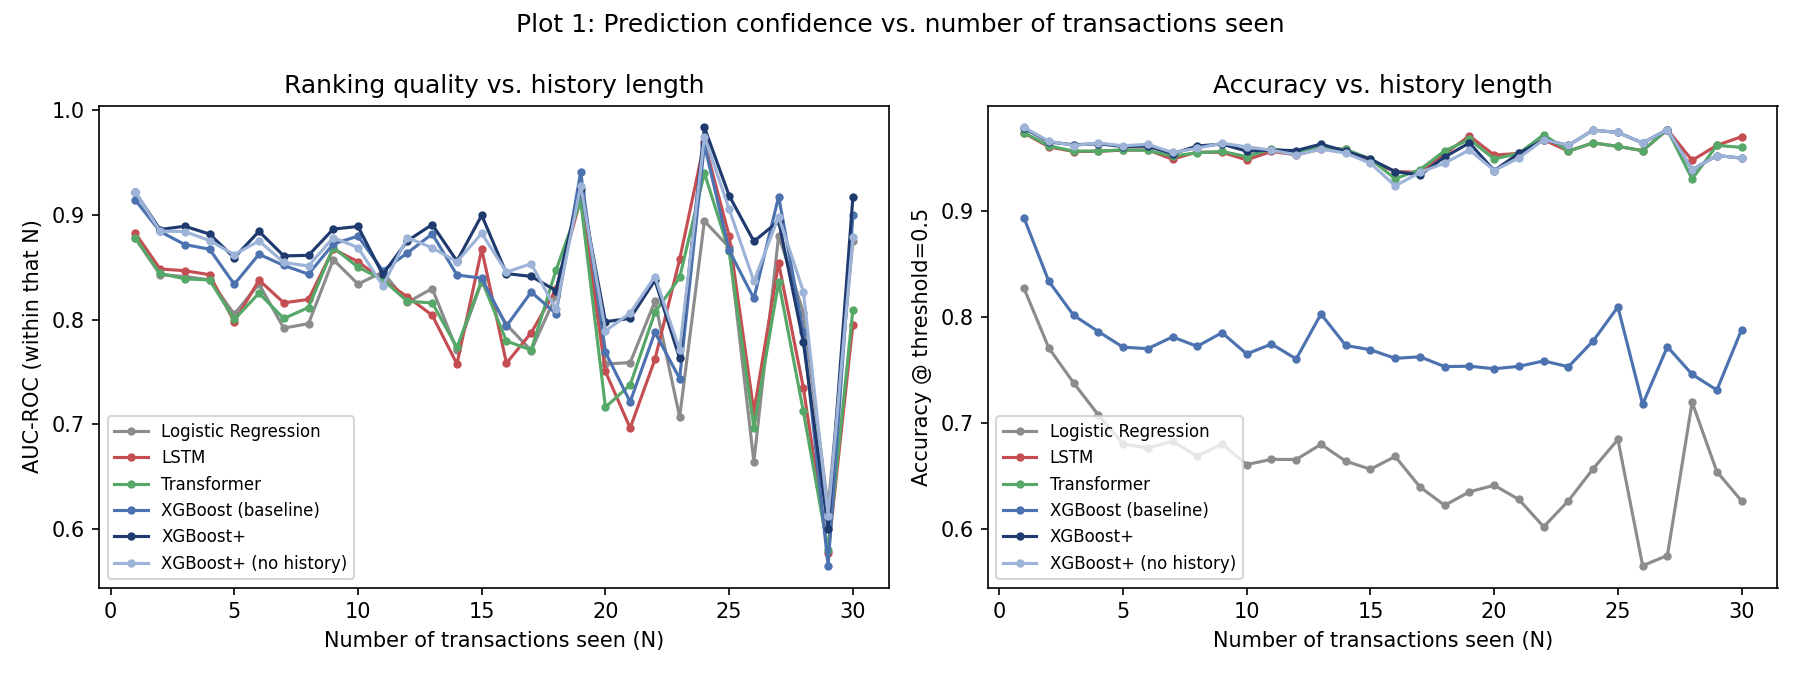 Plot 1: Prediction confidence vs. number of transactions seen
Ranking quality vs. history length
AUC-ROC (within that N)
1.0
0.9
0.8
0.7
0.6
Logistic Regression
LSTM
Transformer
XGBoost (baseline)
XGBoost+
XGBoost+ (no history)
0 5 10 15 20 25 30
Number of transactions seen (N)
Accuracy vs. history length
Accuracy @ threshold=0.5
0.9
0.8
0.7
0.6
Logistic Regression
LSTM
Transformer
XGBoost (baseline)
XGBoost+
XGBoost+ (no history)
0 5 10 15 20 25 30
Number of transactions seen (N)